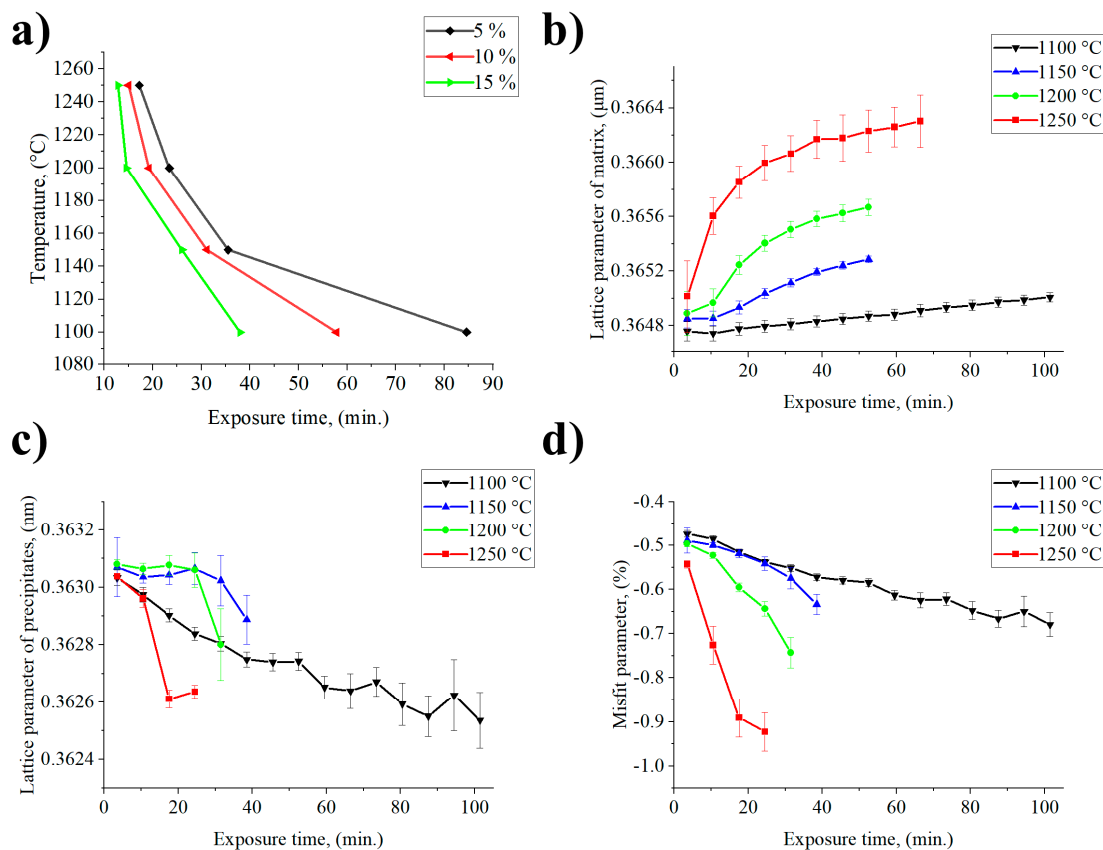 a)
5 %
10 %
15 %
1260
1240
1220
1200
1180
1160
1140
1120
1100
1080
Temperature, (°C)
10 20 30 40 50 60 70 80 90
Exposure time, (min.)
b)
1100 °C
1150 °C
1200 °C
1250 °C
0.3664
0.3660
0.3656
0.3652
0.3648
Lattice parameter of matrix, (μm)
0 20 40 60 80 100
Exposure time, (min.)
c)
1100 °C
1150 °C
1200 °C
1250 °C
0.3632
0.3630
0.3628
0.3626
0.3624
Lattice parameter of precipitates, (nm)
0 20 40 60 80 100
Exposure time, (min.)
d)
1100 °C
1150 °C
1200 °C
1250 °C
-0.4
-0.5
-0.6
-0.7
-0.8
-0.9
-1.0
Misfit parameter, (%)
0 20 40 60 80 100
Exposure time, (min.)